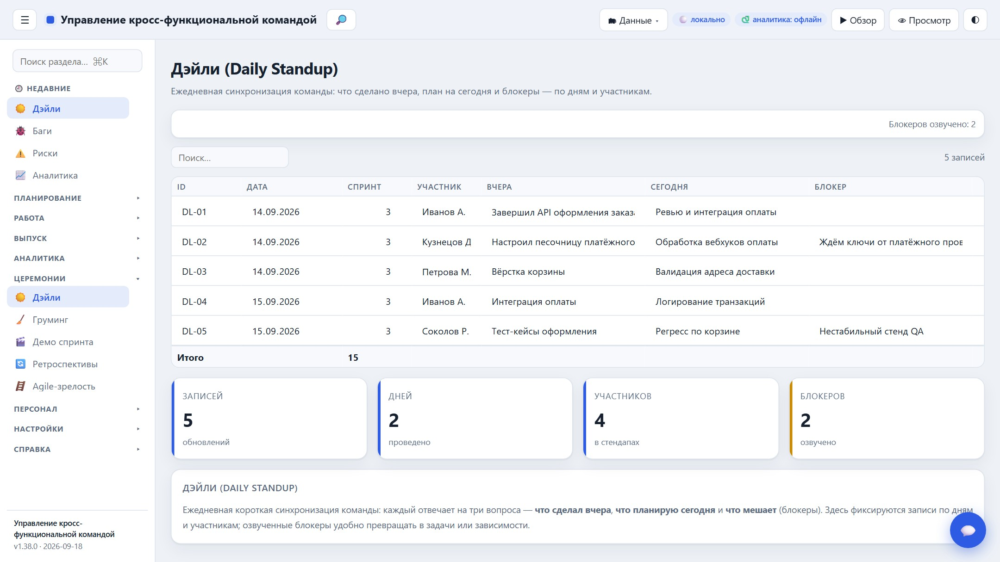 Управление кросс-функциональной командой
Данные
локально
аналитика: офлайн
Обзор
Просмотр
Поиск раздела... ⌘K
НЕДАВНИЕ
Дэйли
Баги
Риски
Аналитика
ПЛАНИРОВАНИЕ
РАБОТА
ВЫПУСК
АНАЛИТИКА
ЦЕРЕМОНИИ
Дэйли
Груминг
Демо спринта
Ретроспективы
Agile-зрелость
ПЕРСОНАЛ
НАСТРОЙКИ
СПРАВКА
Управление кросс-
функциональной командой
v1.38.0 · 2026-09-18
Дэйли (Daily Standup)
Ежедневная синхронизация команды: что сделано вчера, план на сегодня и блокеры — по дням и участникам.
Блокеров озвучено: 2
Поиск...
5 записей
ID ДАТА СПРИНТ УЧАСТНИК ВЧЕРА СЕГОДНЯ БЛОКЕР
DL-01 14.09.2026 3 Иванов А. Завершил API оформления заказа Ревью и интеграция оплаты
DL-02 14.09.2026 3 Кузнецов Д Настроил песочницу платёжного Обработка вебхуков оплаты Ждём ключи от платёжного пров
DL-03 14.09.2026 3 Петрова М. Вёрстка корзины Валидация адреса доставки
DL-04 15.09.2026 3 Иванов А. Интеграция оплаты Логирование транзакций
DL-05 15.09.2026 3 Соколов Р. Тест-кейсы оформления Регресс по корзине Нестабильный стенд QA
Итого 15
ЗАПИСЕЙ
5
обновлений
ДНЕЙ
2
проведено
УЧАСТНИКОВ
4
в стендапах
БЛОКЕРОВ
2
озвучено
ДЭЙЛИ (DAILY STANDUP)
Ежедневная короткая синхронизация команды: каждый отвечает на три вопроса — что сделал вчера, что планирую сегодня и что мешает (блокеры). Здесь фиксируются записи по дням
и участникам; озвученные блокеры удобно превращать в задачи или зависимости.